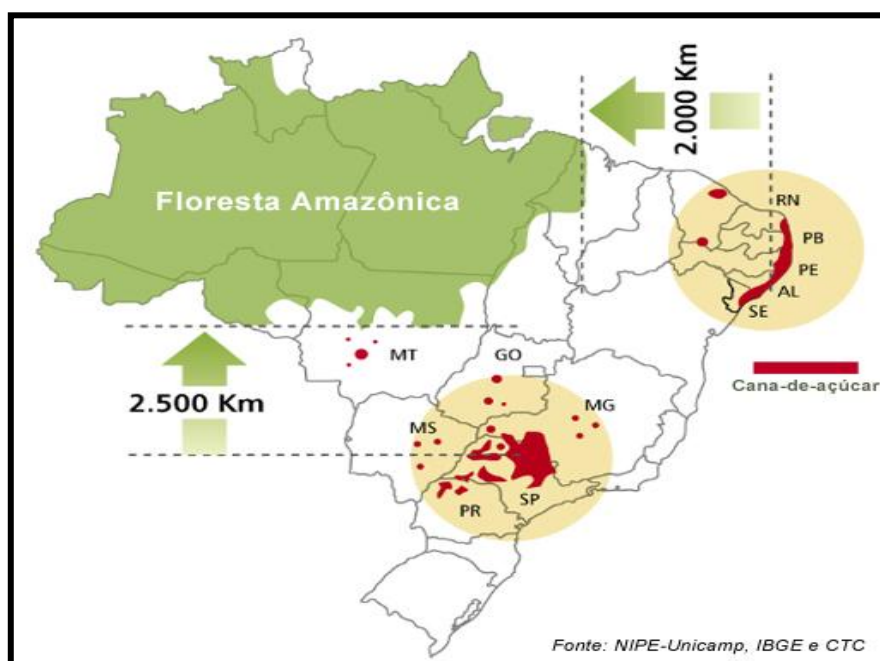 2.000 Km
Floresta Amazônica
RN
PB
PE
AL
SE
Cana-de-açúcar
MT
GO
2.500 Km
MS
MG
SP
PR
Fonte: NIPE-Unicamp, IBGE e CTC